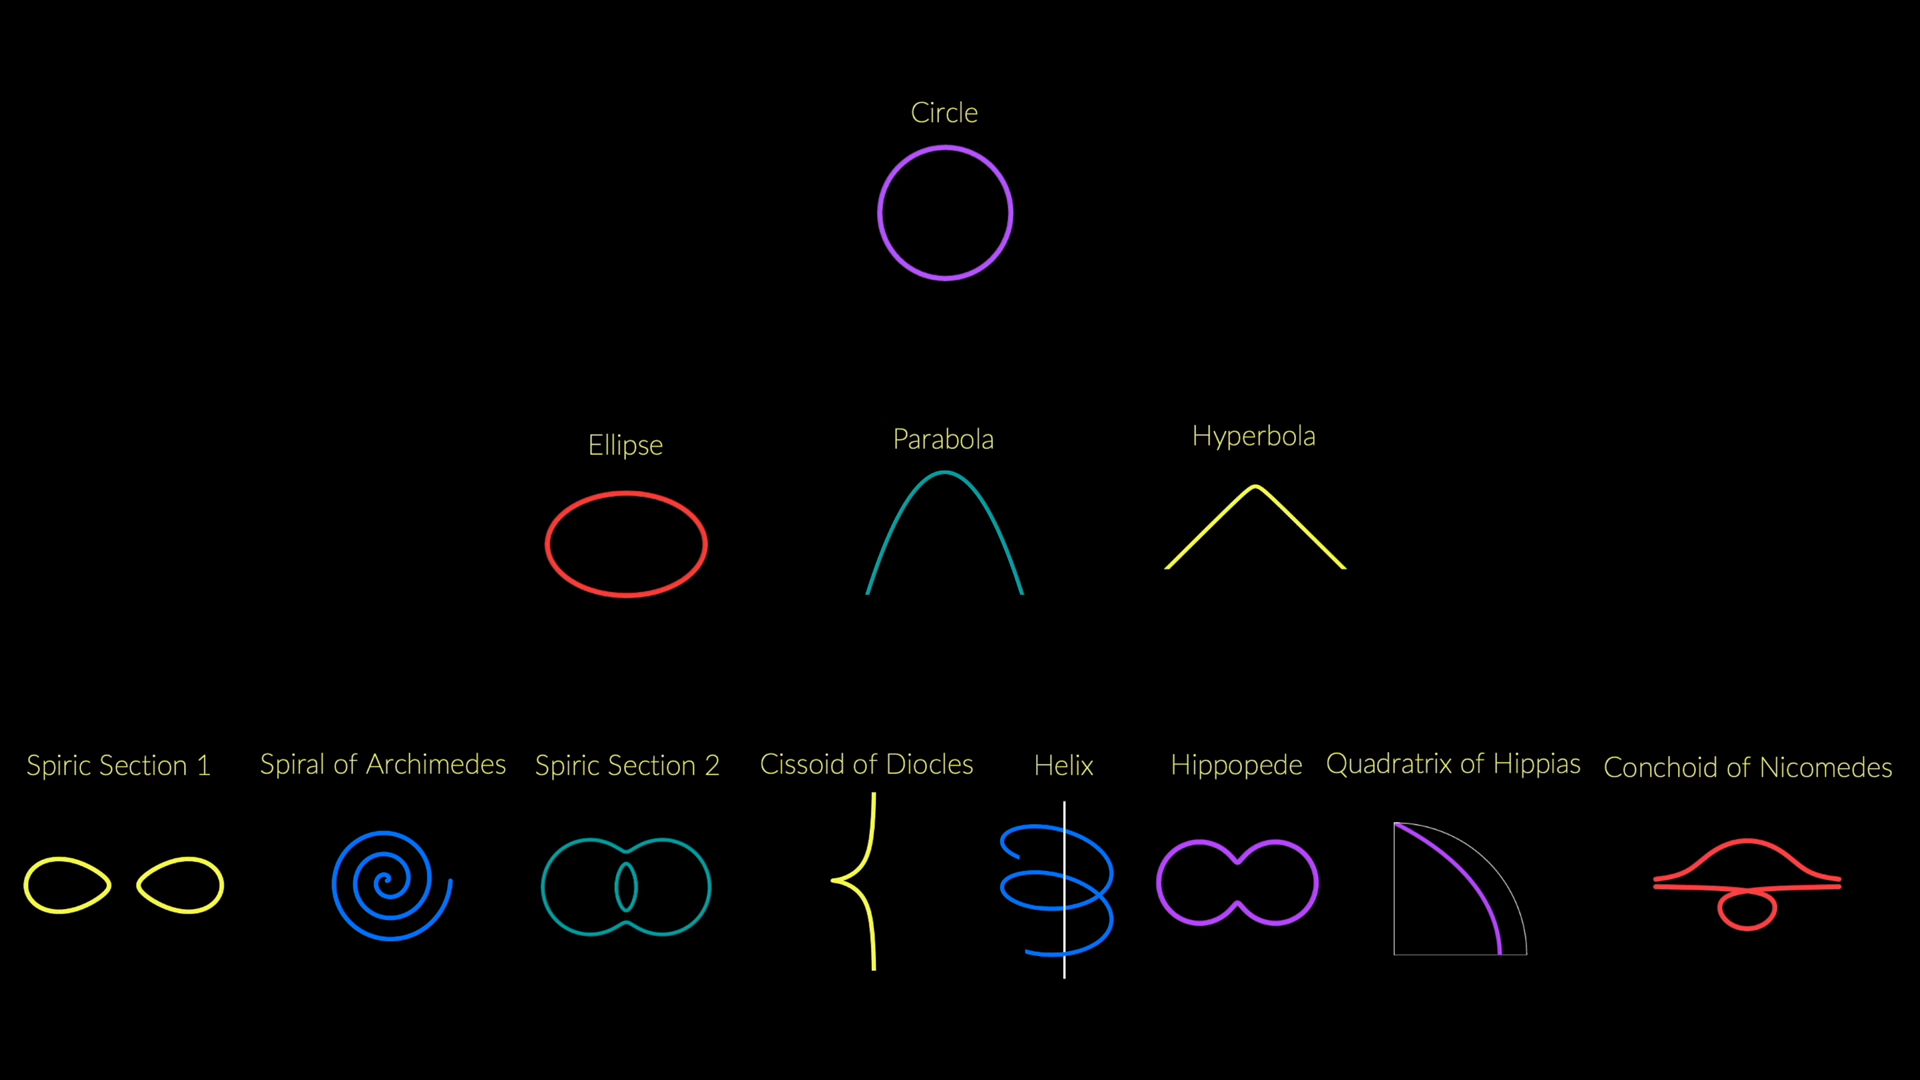 Circle
Ellipse
Parabola
Hyperbola
Spiric Section 1
Spiral of Archimedes
Spiric Section 2
Cissoid of Diocles
Helix
Hippopede
Quadratrix of Hippias
Conchoid of Nicomedes